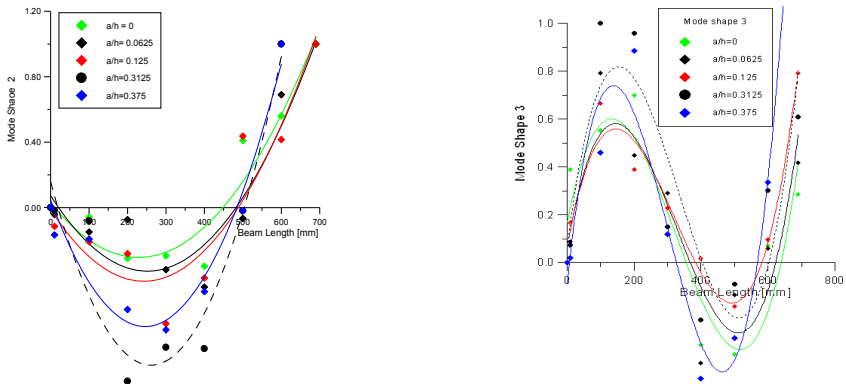 1.20
0.80
0.40
0.00
Mode Shaoe 2
a/h = 0
a/h= 0.0625
a/h= 0.125
a/h= 0.3125
a/h=0.375
0 100 200 300 400 500 600 700
Beam Length [mm]
1.0
0.8
0.6
0.4
0.2
0.0
Mode Shape 3
Mode shape 3
a/h=0
a/h=0.0625
a/h=0.125
a/h=0.3125
a/h=0.375
0 200 400 600 800
Beam Length [mm]